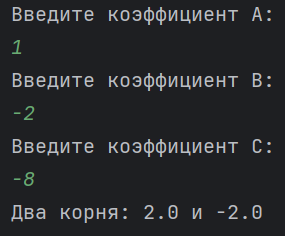 Введите коэффициент A:
1
Введите коэффициент B:
-2
Введите коэффициент C:
-8
Два корня: 2.0 и -2.0